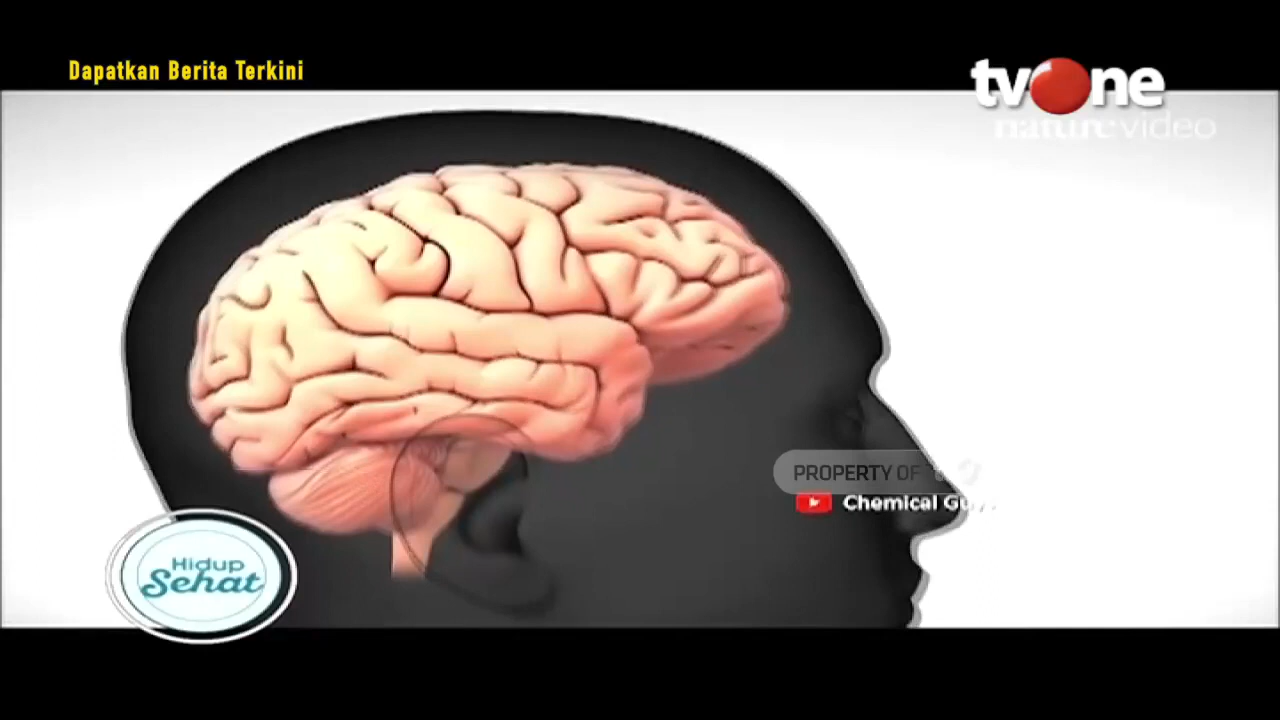 Dapatkan Berita Terkini
tvOne
nature video
PROPERTY OF
Chemical
Hidup
Sehat